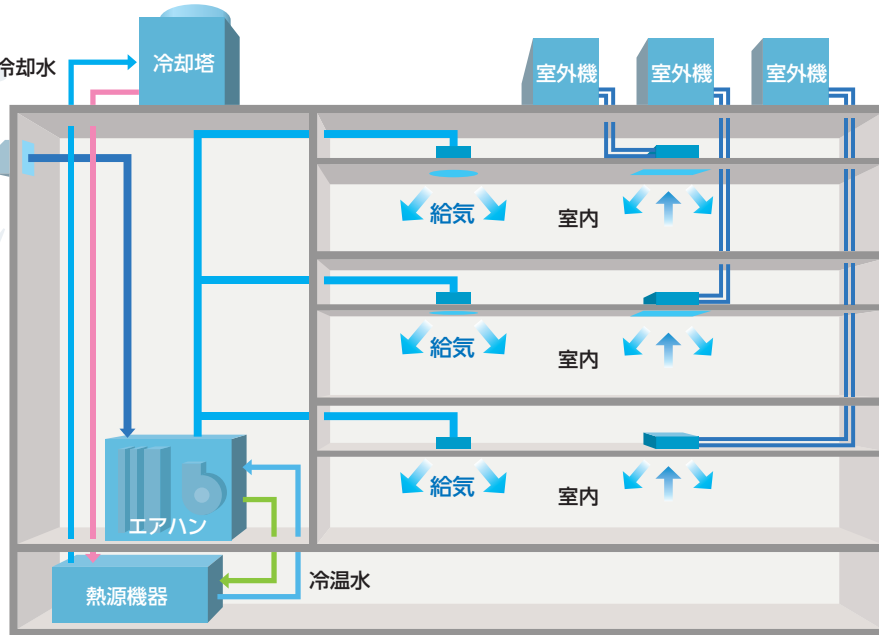 冷却水
冷却塔
室外機
室外機
室外機
給気
室内
給気
室内
給気
室内
エアハン
冷温水
熱源機器